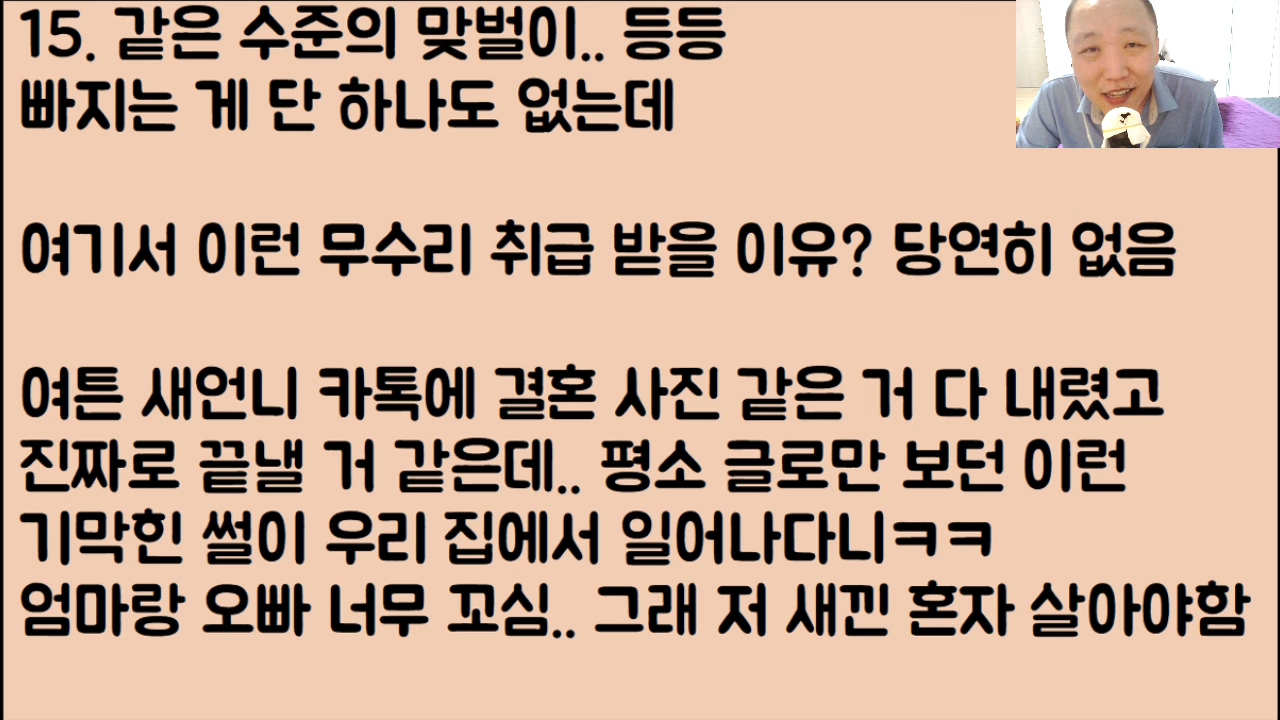 15. 같은 수준의 맞벌이.. 등등
빠지는 게 단 하나도 없는데
여기서 이런 무수리 취급 받을 이유? 당연히 없음
여튼 새언니 카톡에 결혼 사진 같은 거 다 내렸고
진짜로 끝낼 거 같은데.. 평소 글로만 보던 이런
기막힌 썰이 우리 집에서 일어나다니ㅋㅋ
엄마랑 오빠 너무 꼬심.. 그래 저 새낀 혼자 살아야함